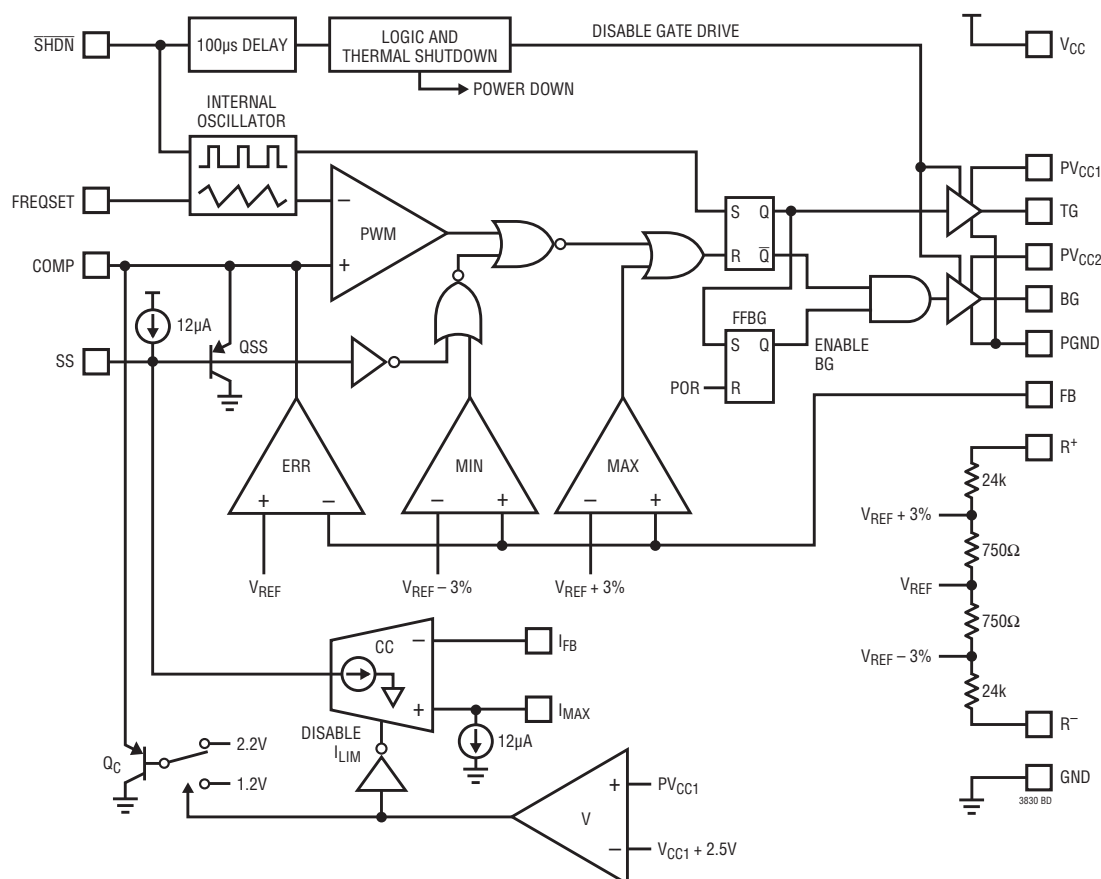 SHDN
100µs DELAY
LOGIC AND
THERMAL SHUTDOWN
DISABLE GATE DRIVE
VCC
POWER DOWN
INTERNAL
OSCILLATOR
FREQSET
PVCC1
TG
COMP
PWM
−
+
S Q
R Q
PVCC2
BG
12µA
SS
QSS
FFBG
S Q
R
ENABLE
BG
POR
PGND
FB
ERR
+ −
MIN
− +
MAX
− +
R+
24k
VREF + 3%
750Ω
VREF
750Ω
VREF − 3%
24k
R−
VREF
VREF − 3%
VREF + 3%
CC
−
+
IFB
IMAX
12µA
DISABLE
ILIM
QC
2.2V
1.2V
V
+
−
PVCC1
VCC1 + 2.5V
GND
3830 BD